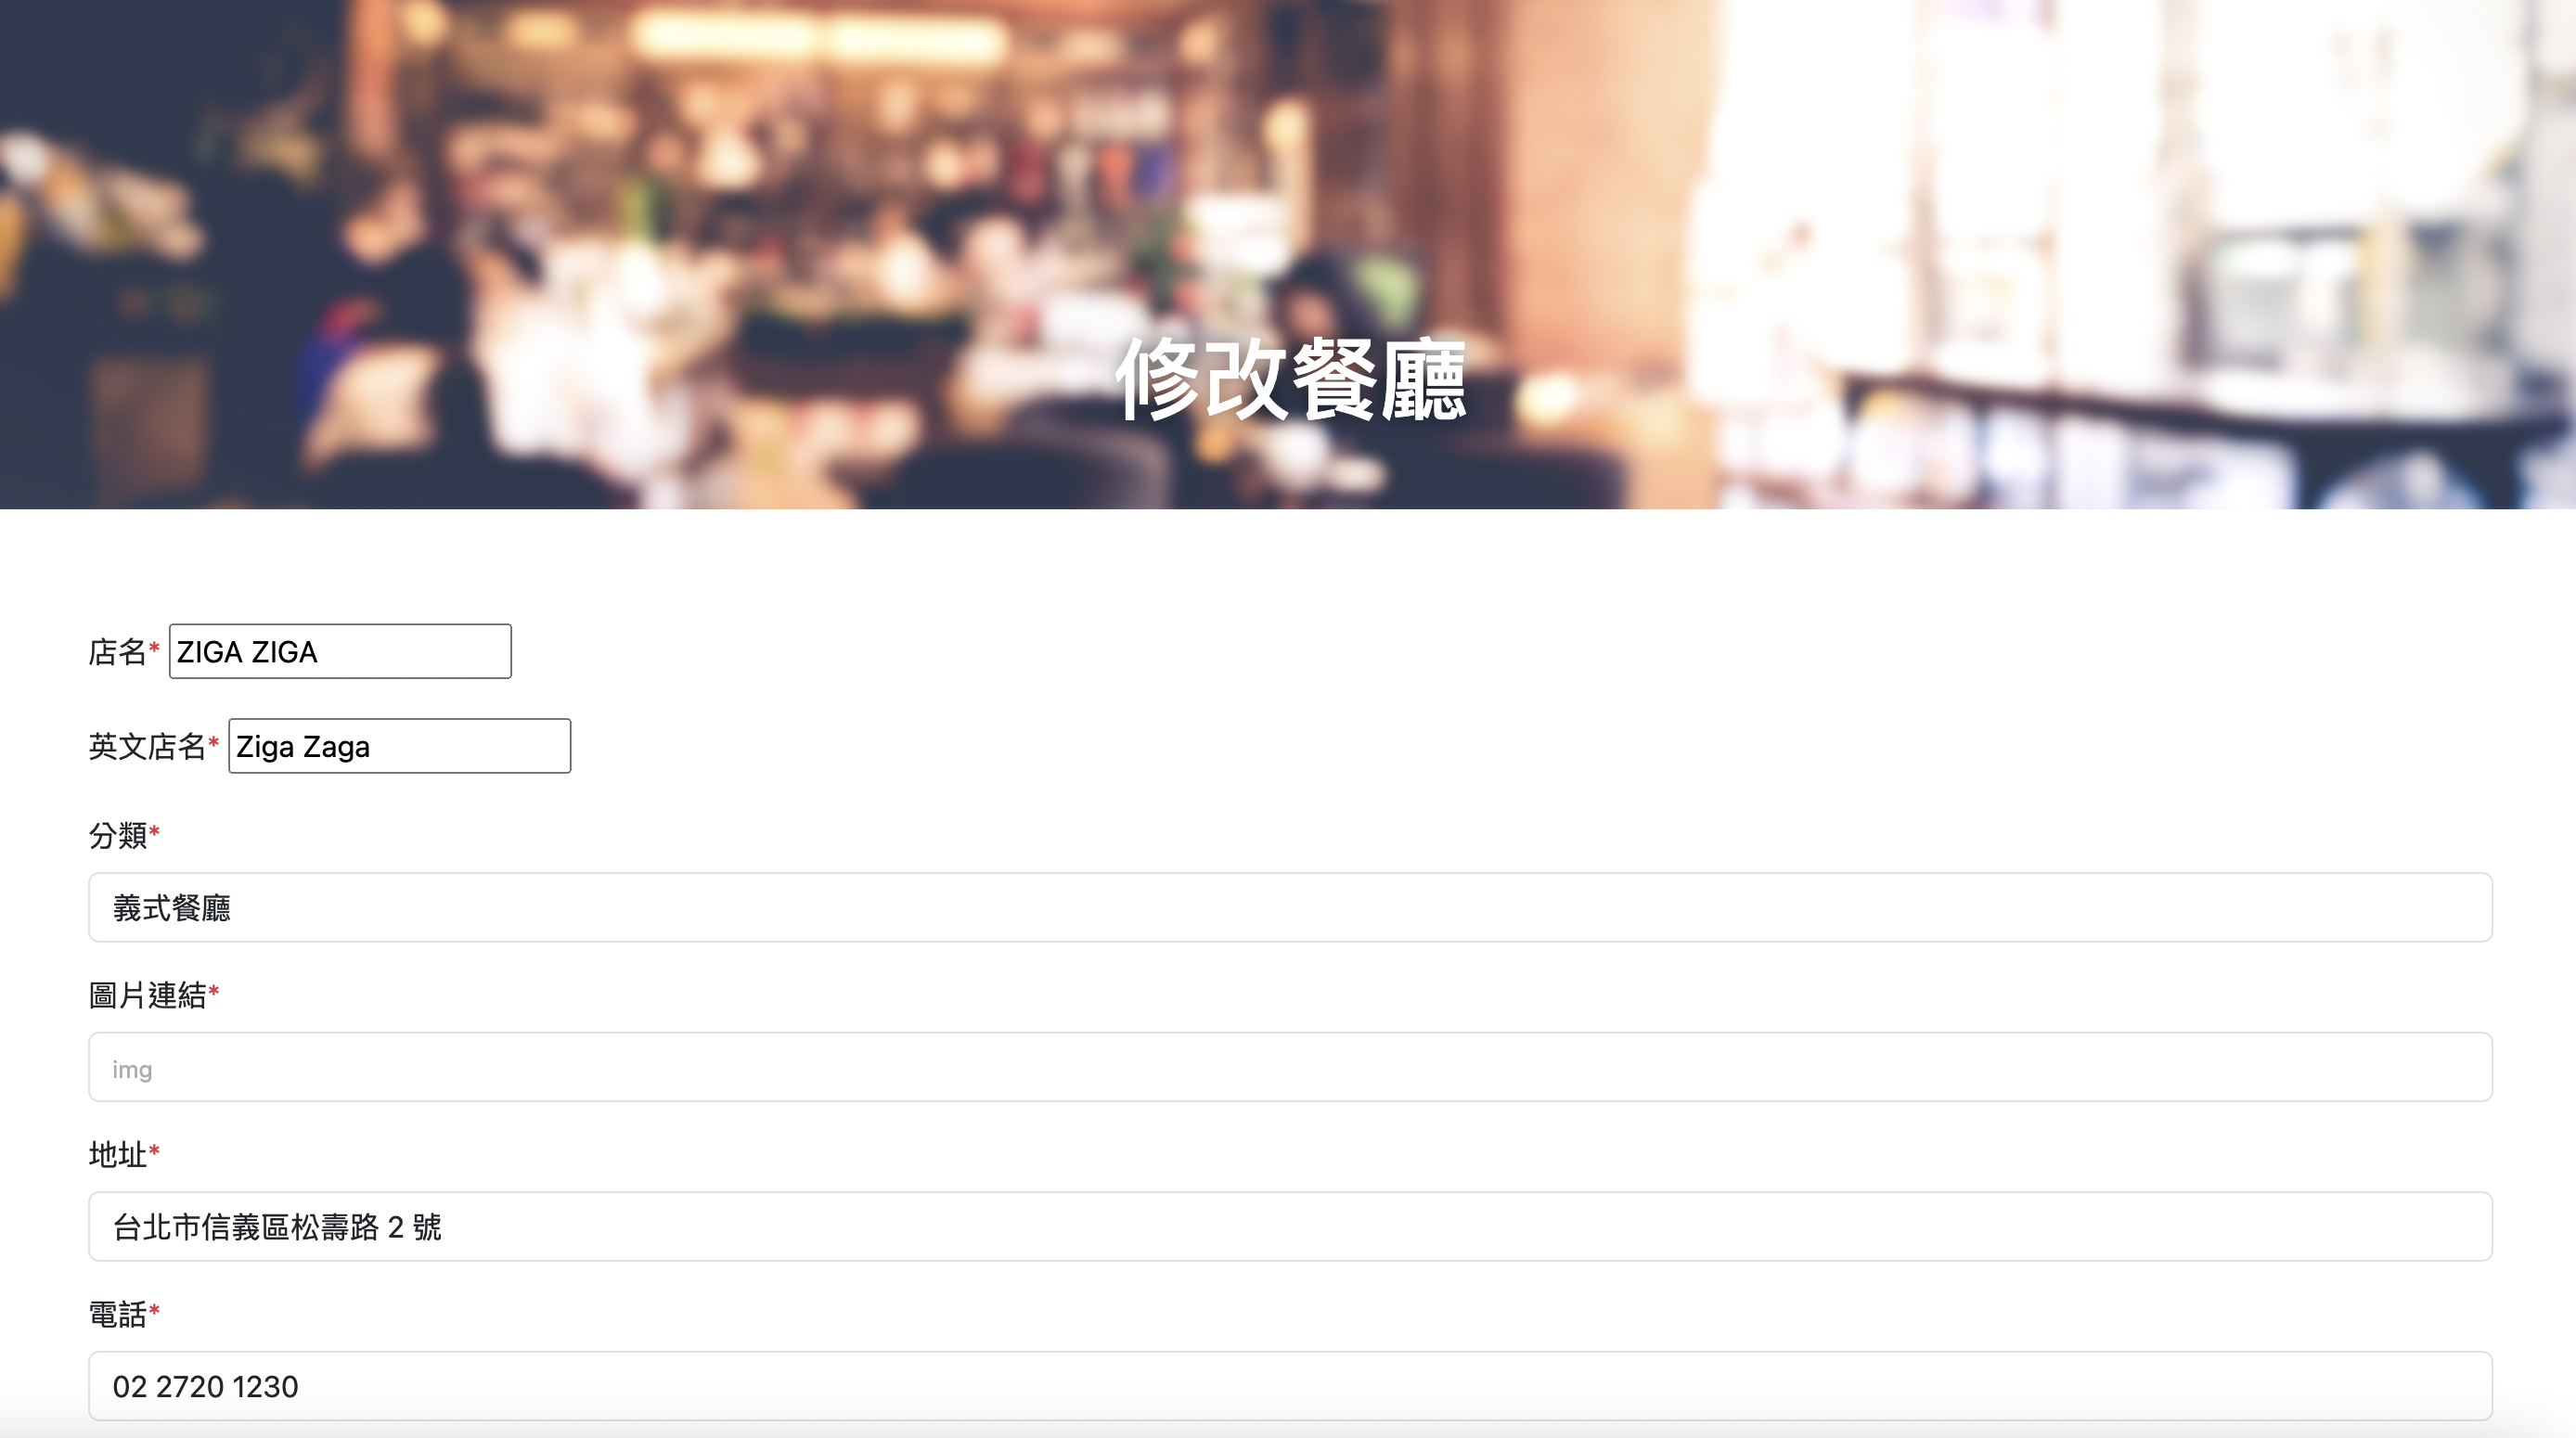 修改餐廳
店名* ZIGA ZIGA
英文店名* Ziga Zaga
分類*
義式餐廳
圖片連結*
img
地址*
台北市信義區松壽路 2 號
電話*
02 2720 1230